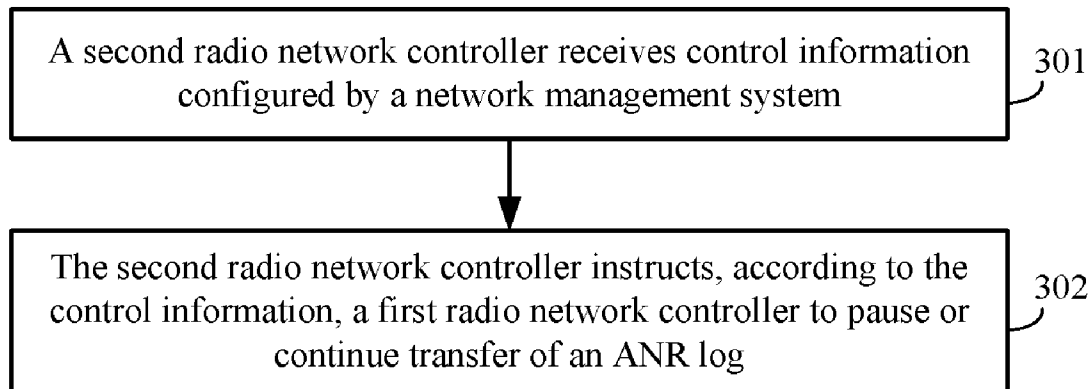 A second radio network controller receives control information
configured by a network management system
301
The second radio network controller instructs, according to the
control information, a first radio network controller to pause or
continue transfer of an ANR log
302